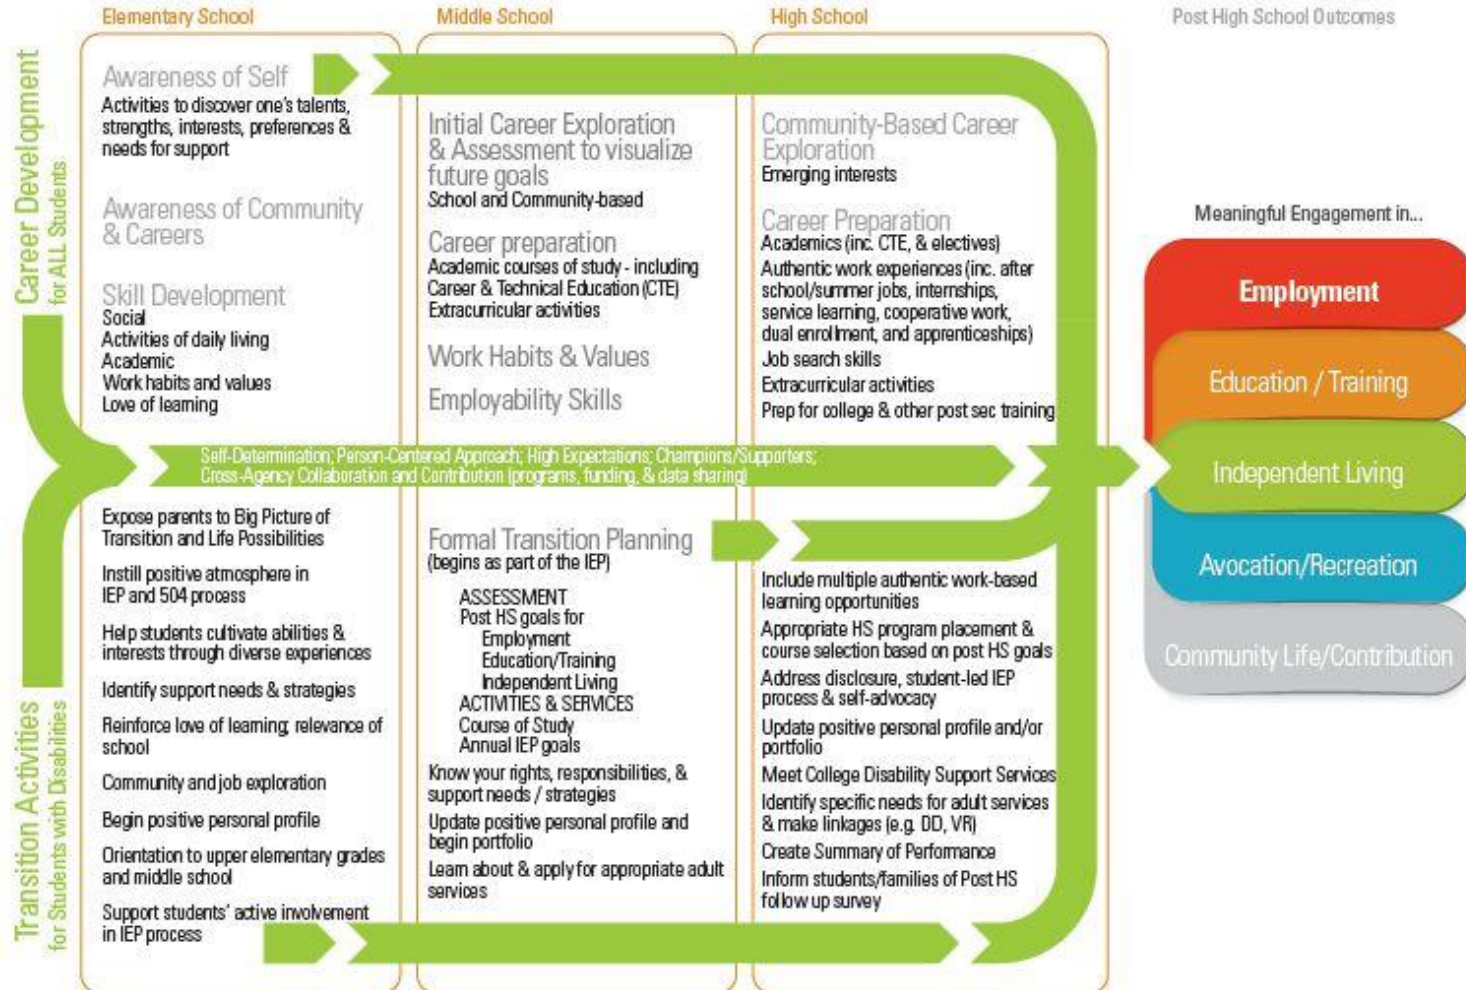 Elementary School
Middle School
High School
Post High School Outcomes
Career Development
for ALL Students
Awareness of Self
Activities to discover one's talents,
strengths, interests, preferences &
needs for support
Awareness of Community
& Careers
Skill Development
Social
Activities of daily living
Academic
Work habits and values
Love of learning
Initial Career Exploration
& Assessment to visualize
future goals
School and Community-based
Career preparation
Academic courses of study - including
Career & Technical Education (CTE)
Extracurricular activities
Work Habits & Values
Employability Skills
Community-Based Career
Exploration
Emerging interests
Career Preparation
Academics (inc. CTE, & electives)
Authentic work experiences (inc. after
school/summer jobs, internships,
service learning, cooperative work,
dual enrollment, and apprenticeships)
Job search skills
Extracurricular activities
Prep for college & other post sec training
Self-Determination; Person-Centered Approach; High Expectations; Champions/Supporters;
Cross-Agency Collaboration and Contribution (programs, funding, & data sharing)
Transition Activities
for Students with Disabilities
Expose parents to Big Picture of
Transition and Life Possibilities
Instill positive atmosphere in
IEP and 504 process
Help students cultivate abilities &
interests through diverse experiences
Identify support needs & strategies
Reinforce love of learning; relevance of
school
Community and job exploration
Begin positive personal profile
Orientation to upper elementary grades
and middle school
Support students' active involvement
in IEP process
Formal Transition Planning
(begins as part of the IEP)
ASSESSMENT
Post HS goals for
Employment
Education/Training
Independent Living
ACTIVITIES & SERVICES
Course of Study
Annual IEP goals
Know your rights, responsibilities, &
support needs / strategies
Update positive personal profile and
begin portfolio
Learn about & apply for appropriate adult
services
Include multiple authentic work-based
learning opportunities
Appropriate HS program placement &
course selection based on post HS goals
Address disclosure, student-led IEP
process & self-advocacy
Update positive personal profile and/or
portfolio
Meet College Disability Support Services
Identify specific needs for adult services
& make linkages (e.g. DD, VR)
Create Summary of Performance
Inform students/families of Post HS
follow up survey
Meaningful Engagement in...
Employment
Education / Training
Independent Living
Avocation/Recreation
Community Life/Contribution